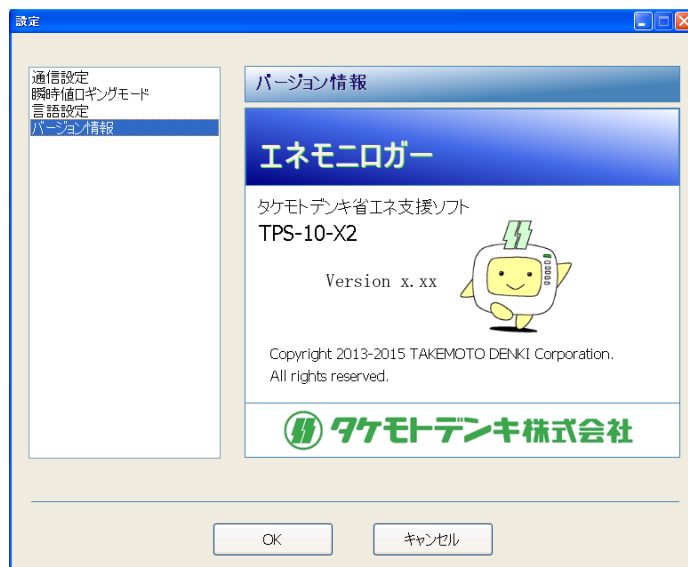 設定
通信設定
瞬時値ロギングモード
言語設定
バージョン情報
バージョン情報
エネモニロガー
タケモトデンキ省エネ支援ソフト
TPS-10-X2
Version x.xx
Copyright 2013-2015 TAKEMOTO DENKI Corporation.
All rights reserved.
タケモトデンキ株式会社
OK
キャンセル